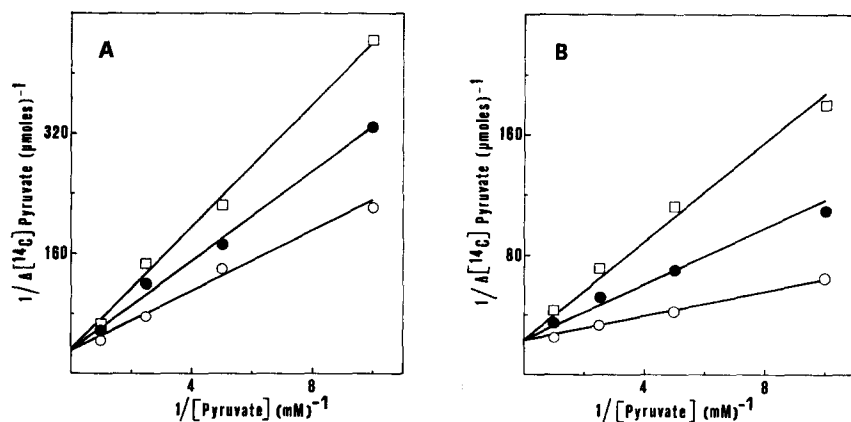 A
1/Δ[¹⁴C] Pyruvate (μmoles)⁻¹
320
160
4
8
1/[Pyruvate] (mM)⁻¹
B
1/Δ[¹⁴C] Pyruvate (μmoles)⁻¹
160
80
4
8
1/[Pyruvate] (mM)⁻¹